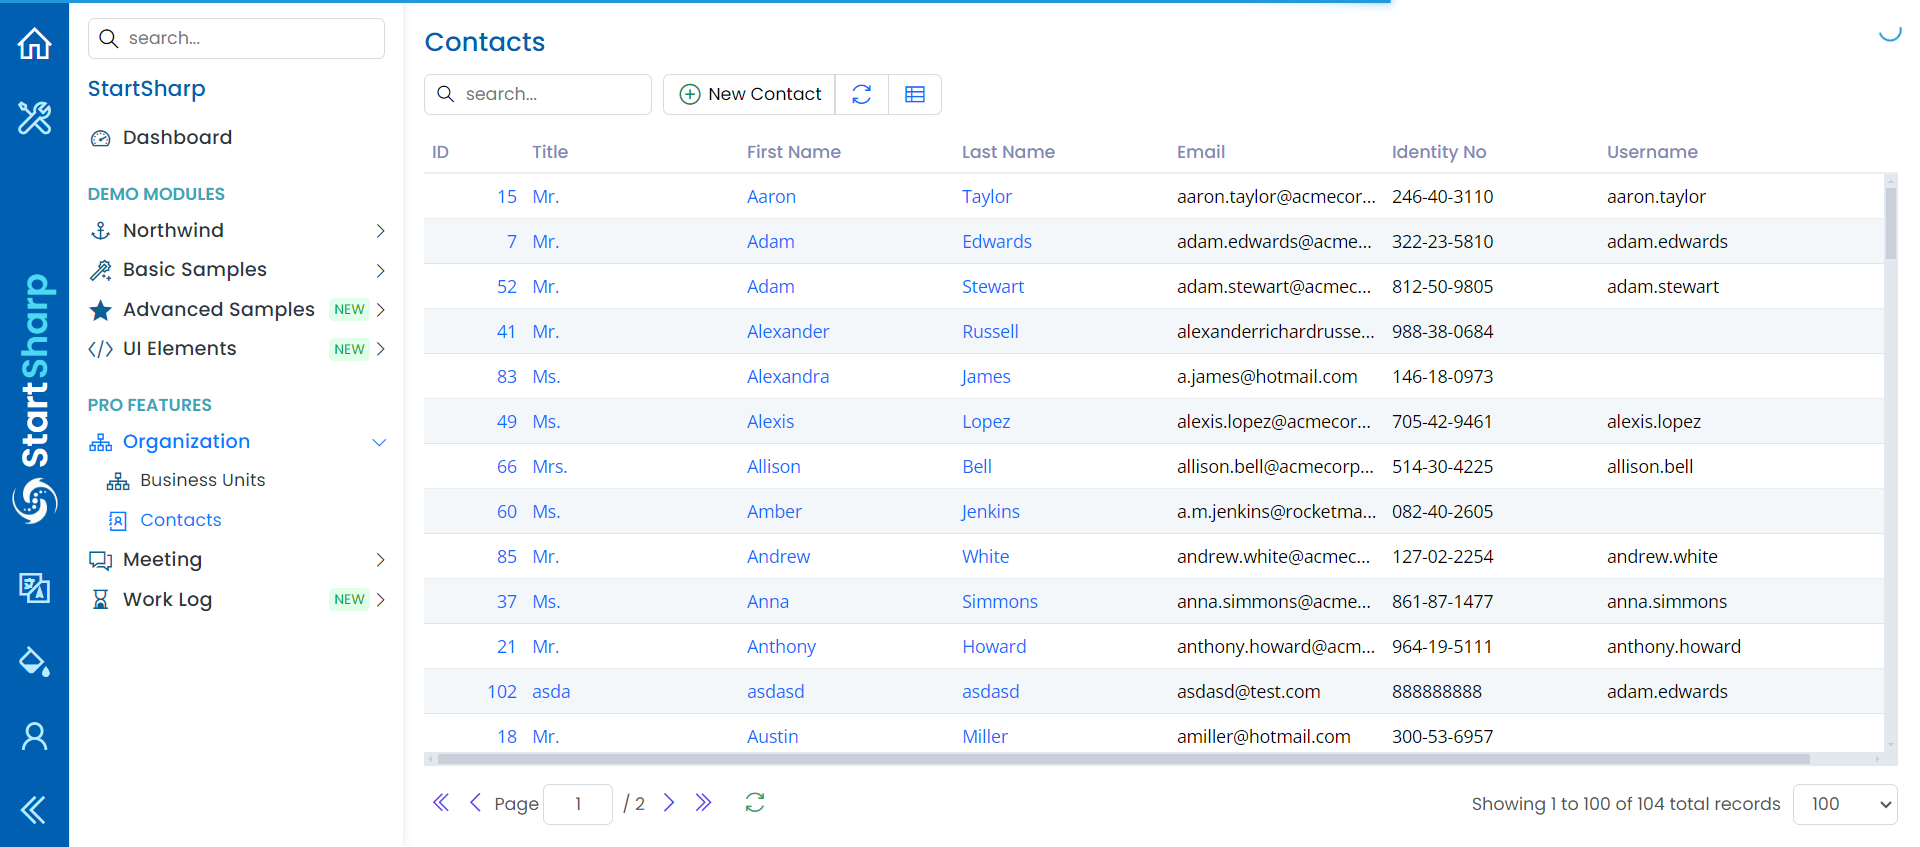 search...
StartSharp
Dashboard
DEMO MODULES
Northwind
Basic Samples
Advanced Samples NEW
UI Elements NEW
PRO FEATURES
Organization
Business Units
Contacts
Meeting
Work Log NEW
StartSharp
Contacts
search...
New Contact
ID Title First Name Last Name Email Identity No Username
15 Mr. Aaron Taylor aaron.taylor@acmecor... 246-40-3110 aaron.taylor
7 Mr. Adam Edwards adam.edwards@acme... 322-23-5810 adam.edwards
52 Mr. Adam Stewart adam.stewart@acmec... 812-50-9805 adam.stewart
41 Mr. Alexander Russell alexanderrichardrusse... 988-38-0684
83 Ms. Alexandra James a.james@hotmail.com 146-18-0973
49 Ms. Alexis Lopez alexis.lopez@acmecor... 705-42-9461 alexis.lopez
66 Mrs. Allison Bell allison.bell@acmecorp... 514-30-4225 allison.bell
60 Ms. Amber Jenkins a.m.jenkins@rocketma... 082-40-2605
85 Mr. Andrew White andrew.white@acmec... 127-02-2254 andrew.white
37 Ms. Anna Simmons anna.simmons@acme... 861-87-1477 anna.simmons
21 Mr. Anthony Howard anthony.howard@acm... 964-19-5111 anthony.howard
102 asda asdasd asdasd asdasd@test.com 888888888 adam.edwards
18 Mr. Austin Miller amiller@hotmail.com 300-53-6957
Page 1 / 2
Showing 1 to 100 of 104 total records 100